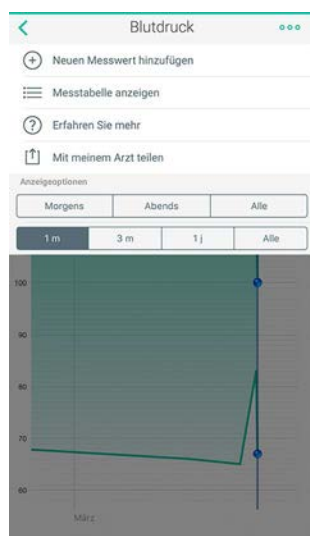 Blutdruck
Neuen Messwert hinzufügen
Messtabelle anzeigen
Erfahren Sie mehr
Mit meinem Arzt teilen
Anzeigeoptionen
Morgens Abends Alle
1 m 3 m 1 j Alle
100
90
80
70
60
März